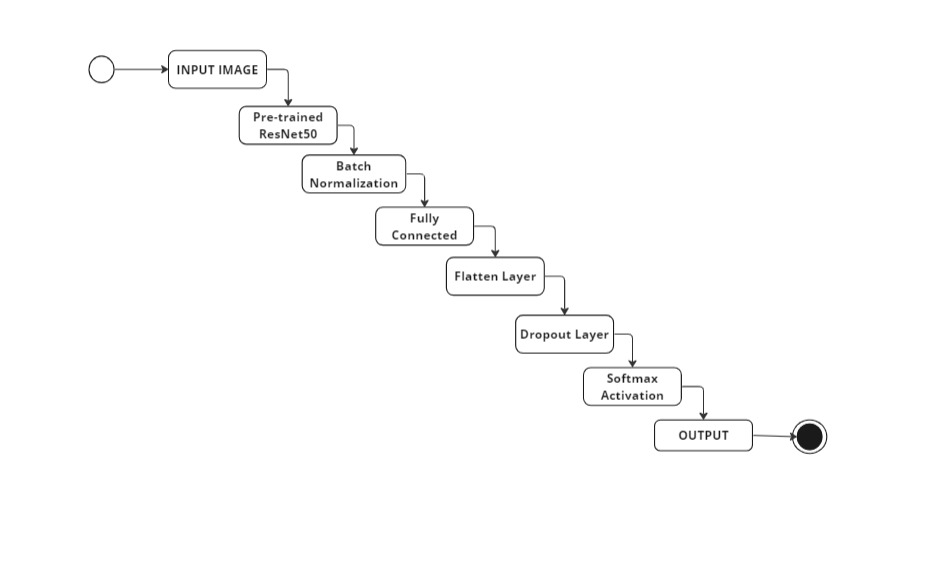 INPUT IMAGE
Pre-trained
ResNet50
Batch
Normalization
Fully
Connected
Flatten Layer
Dropout Layer
Softmax
Activation
OUTPUT